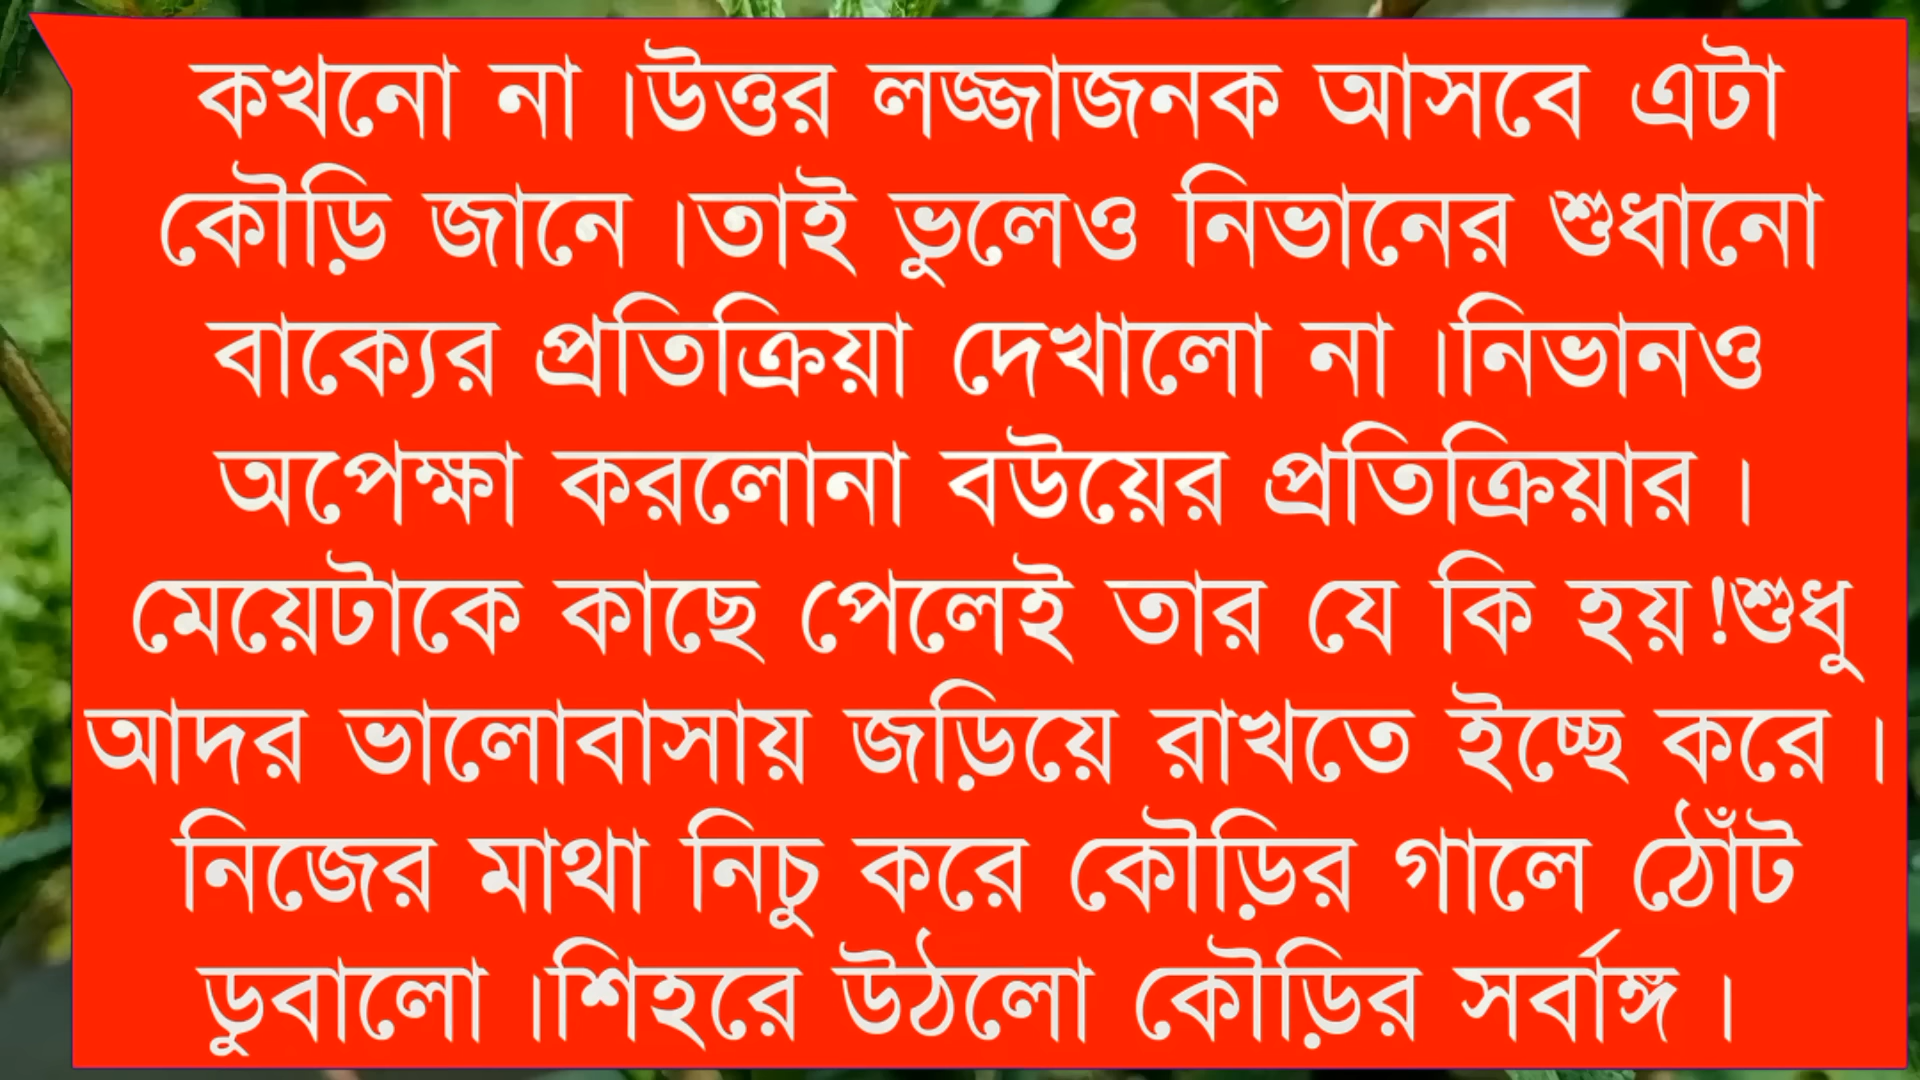 কখনো না ।উত্তর লজ্জাজনক আসবে এটা
কৌড়ি জানে ।তাই ভুলেও নিভানের শুধানো
বাক্যের প্রতিক্রিয়া দেখালো না ।নিভানও
অপেক্ষা করলোনা বউয়ের প্রতিক্রিয়ার ।
মেয়েটাকে কাছে পেলেই তার যে কি হয় !শুধু
আদর ভালোবাসায় জড়িয়ে রাখতে ইচ্ছে করে ।
নিজের মাথা নিচু করে কৌড়ির গালে ঠোঁট
ডুবালো ।শিহরে উঠলো কৌড়ির সর্বাঙ্গ ।